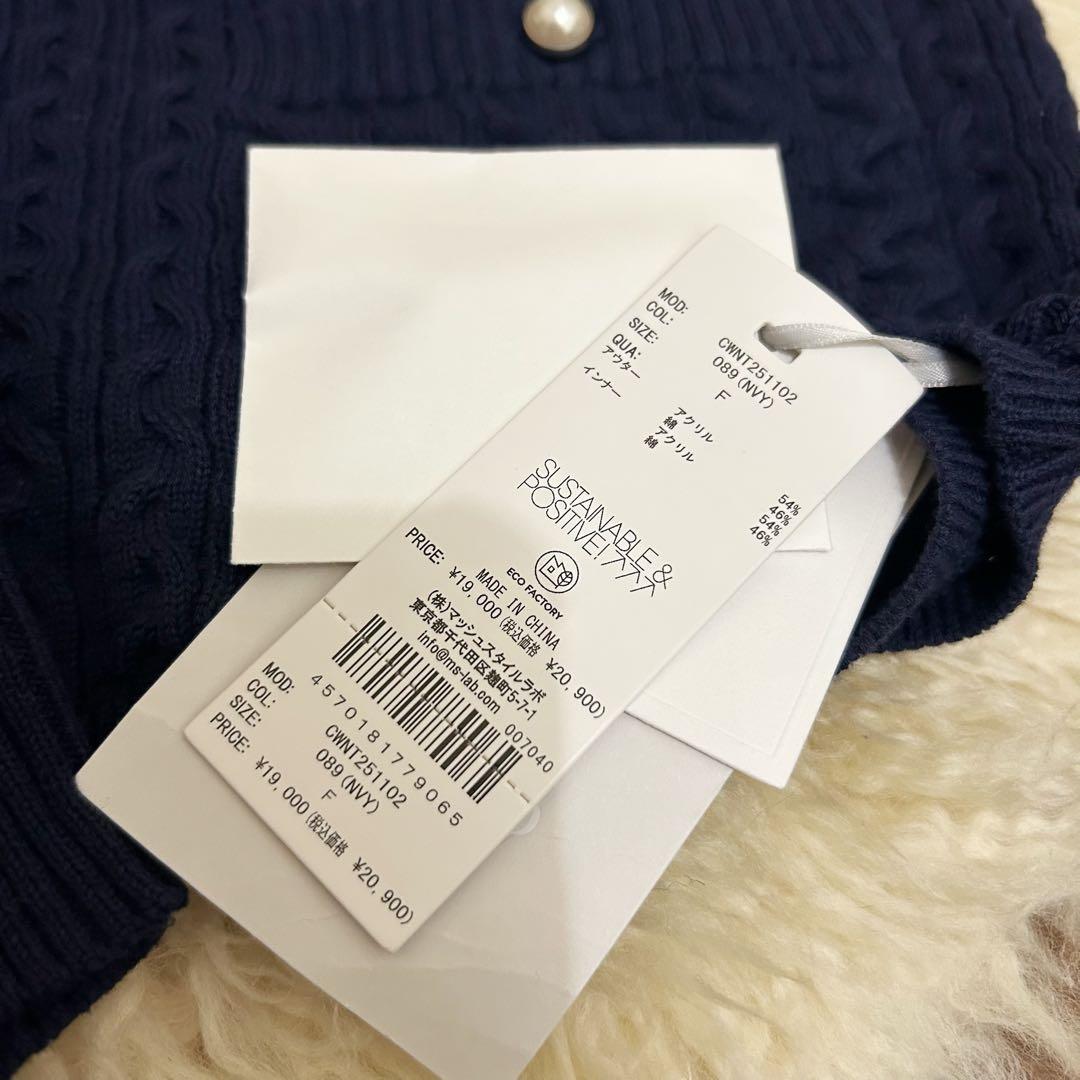 MOD: CWNT251102
COL: 089(NVY)
SIZE: F
QUA:
アウター アクリル 54%
綿 46%
インナー アクリル 54%
綿 46%
SUSTAINABLE &
POSITIVE!
ECO FACTORY
MADE IN CHINA
PRICE: ¥19,000(税込価格 ¥20,900)
(株)マッシュスタイルラボ
東京都千代田区麹町5-7-1
info@ms-lab.com
007040
4570181779065
MOD: CWNT251102
COL: 089(NVY)
SIZE: F
PRICE: ¥19,000(税込価格 ¥20,900)